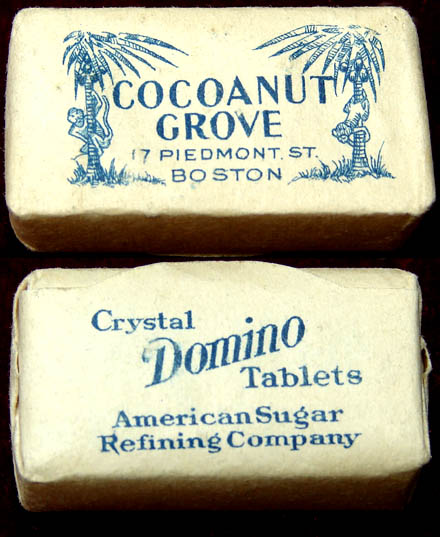 COCOANUT
GROVE
17 PIEDMONT. ST.
BOSTON
Crystal
Domino
Tablets
American Sugar
Refining Company